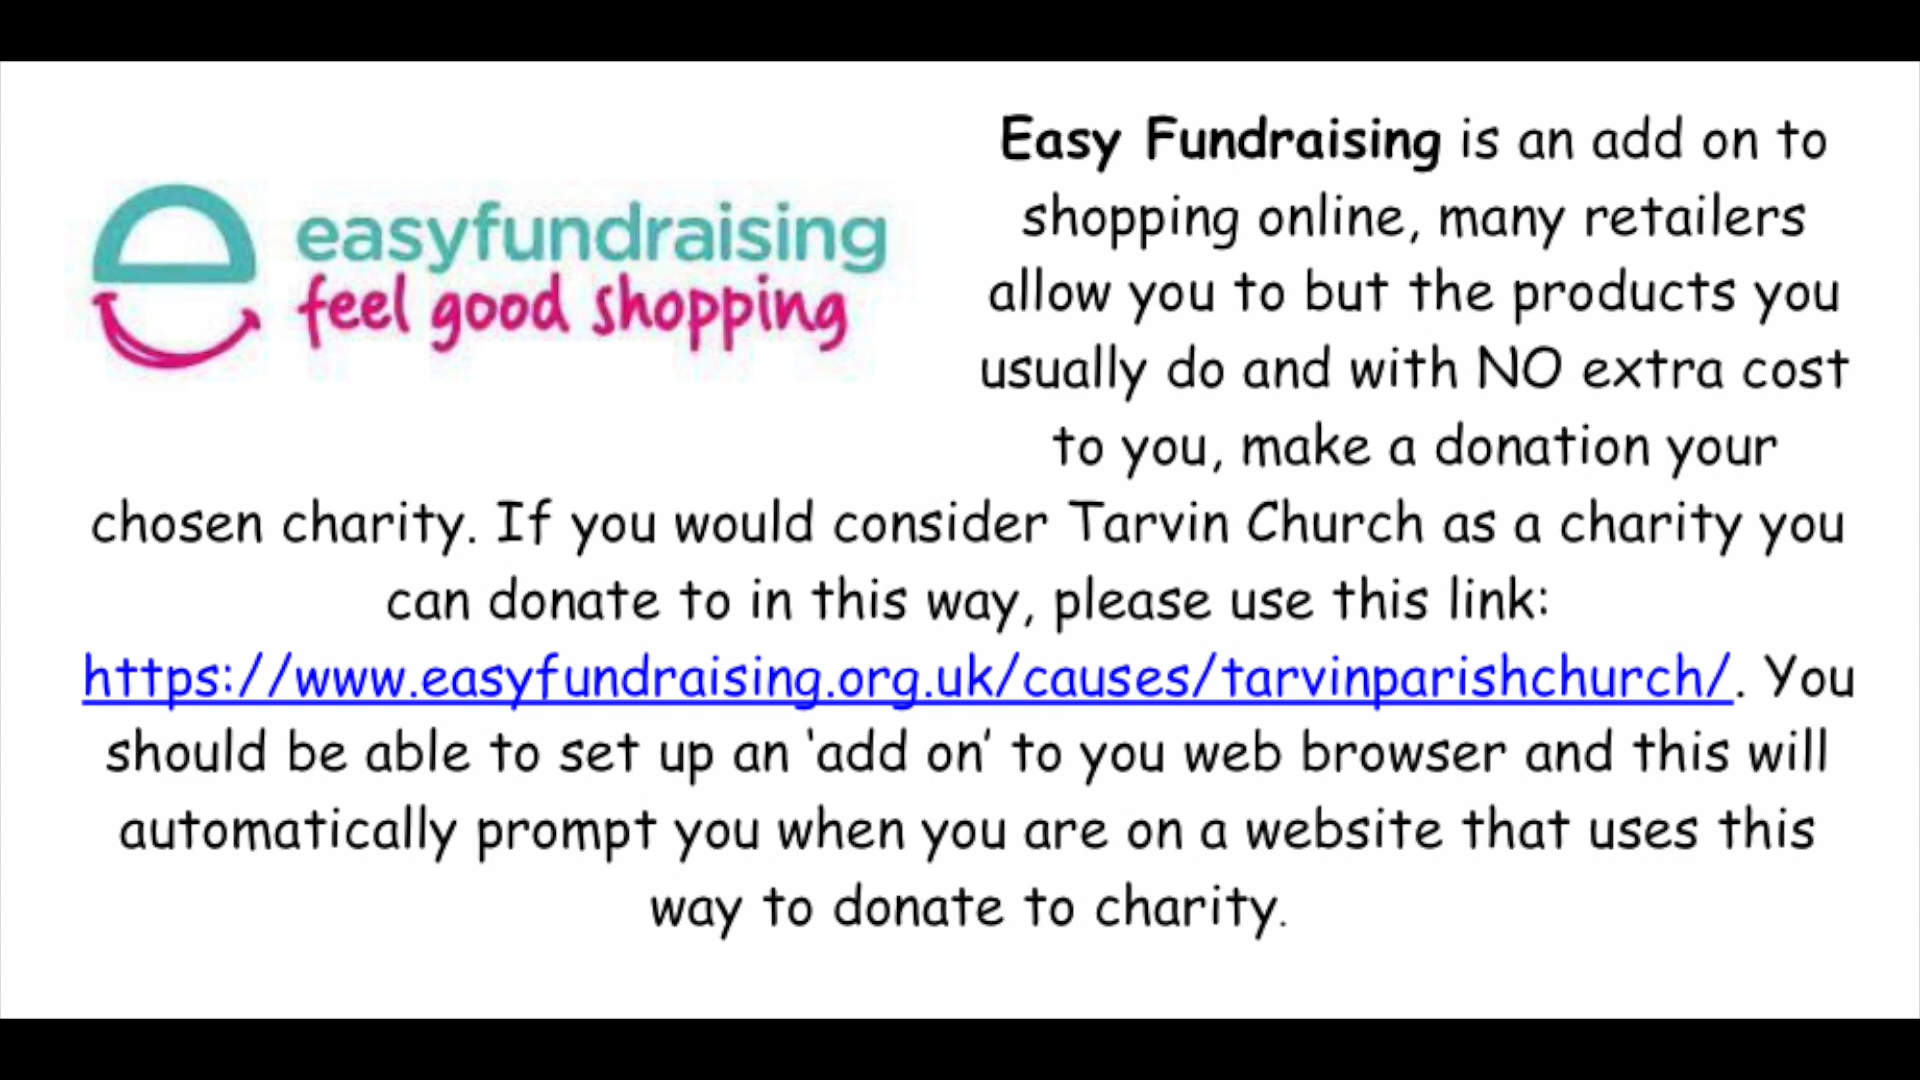 easyfundraising
feel good shopping
Easy Fundraising is an add on to
shopping online, many retailers
allow you to but the products you
usually do and with NO extra cost
to you, make a donation your
chosen charity. If you would consider Tarvin Church as a charity you
can donate to in this way, please use this link:
https://www.easyfundraising.org.uk/causes/tarvinparishchurch/. You
should be able to set up an ‘add on’ to you web browser and this will
automatically prompt you when you are on a website that uses this
way to donate to charity.